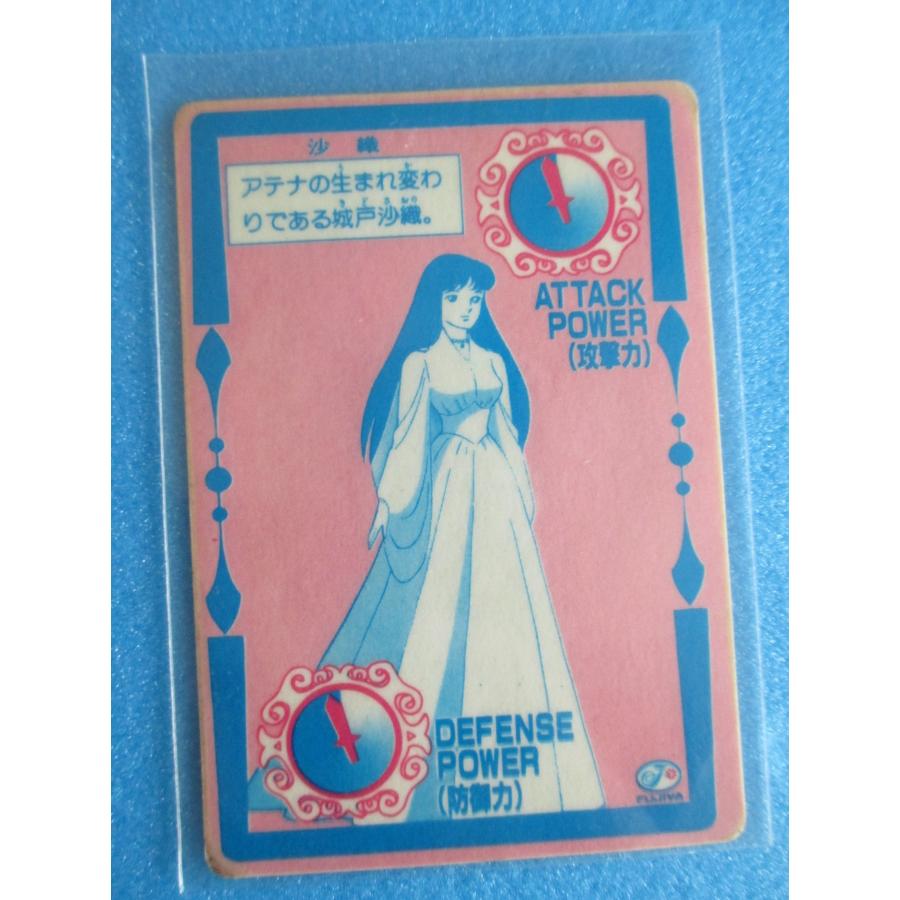 沙織
アテナの生まれ変わ
りである城戸沙織。
ATTACK
POWER
(攻撃力)
DEFENSE
POWER
(防御力)
FUJIYA